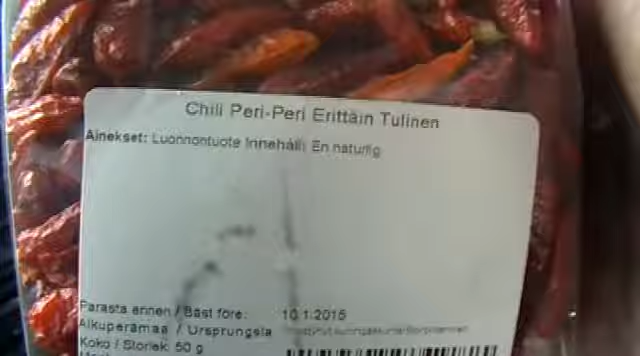 Chili Peri-Peri Erittäin Tulinen
Ainekset: Luonnontuote Innehåll: En naturlig
Parasta ennen / Bäst före: 10.1.2015
Alkuperämaa / Ursprungsla
Koko / Storlek 50 g